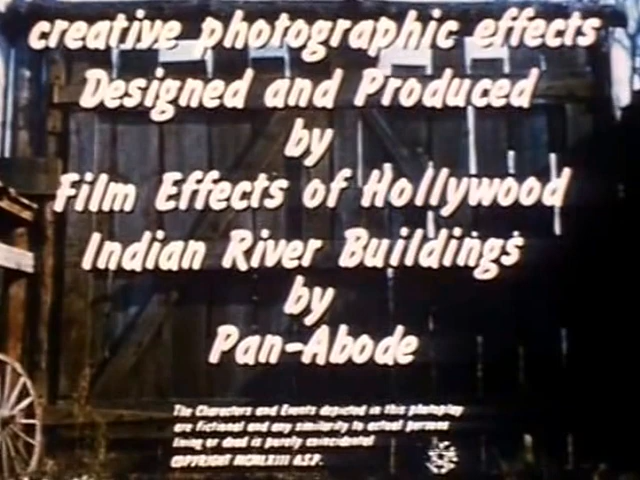 creative photographic effects
Designed and Produced
by
Film Effects of Hollywood
Indian River Buildings
by
Pan-Abode
The Characters and Events depicted in this photoplay
are fictional and any similarity to actual persons
living or dead is purely coincidental
COPYRIGHT MCMLXIII A.S.P.